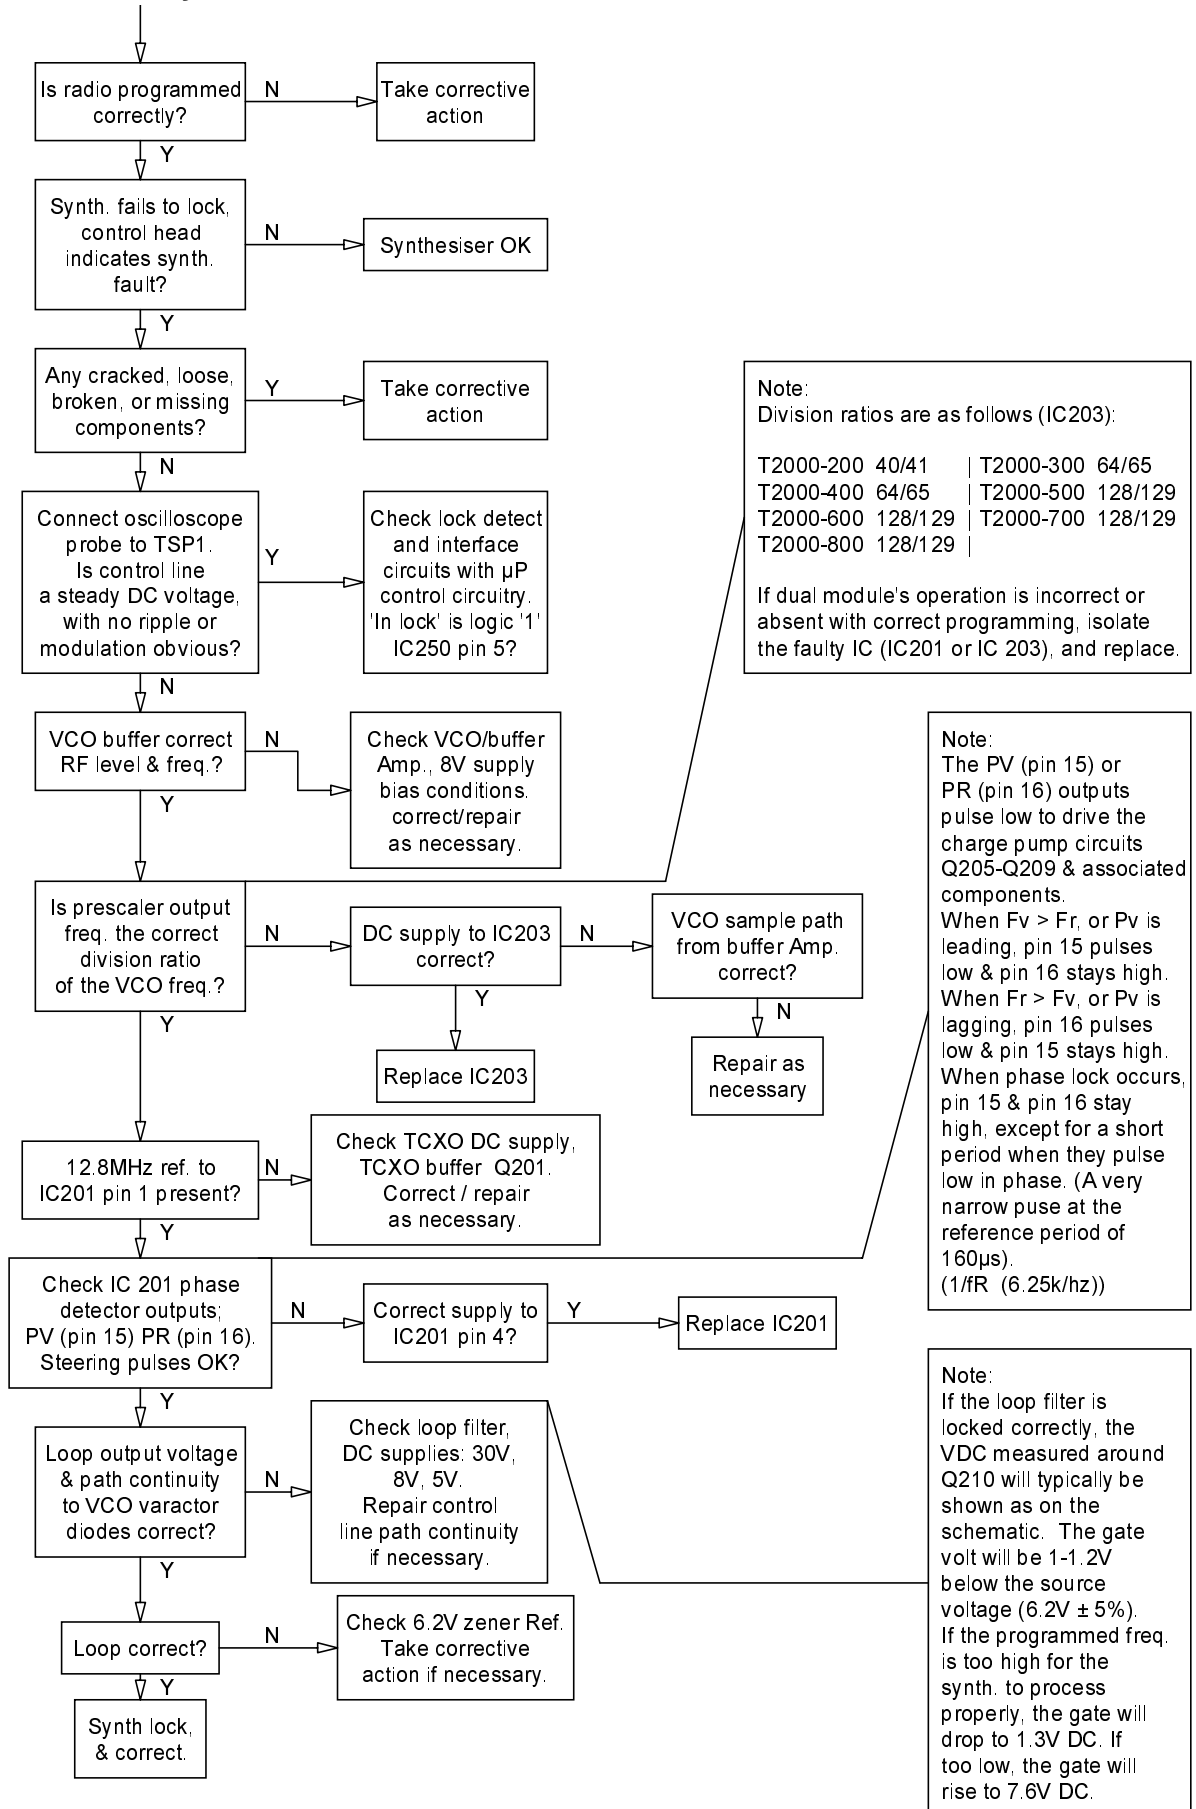 Is radio programmed
correctly?
N
Take corrective
action
Y
Synth. fails to lock,
control head
indicates synth.
fault?
N
Synthesiser OK
Y
Any cracked, loose,
broken, or missing
components?
Y
Take corrective
action
N
Connect oscilloscope
probe to TSP1.
Is control line
a steady DC voltage,
with no ripple or
modulation obvious?
Y
Check lock detect
and interface
circuits with µP
control circuitry.
'In lock' is logic '1'
IC250 pin 5?
N
Note:
Division ratios are as follows (IC203):
T2000-200 40/41 | T2000-300 64/65
T2000-400 64/65 | T2000-500 128/129
T2000-600 128/129 | T2000-700 128/129
T2000-800 128/129 |
If dual module's operation is incorrect or
absent with correct programming, isolate
the faulty IC (IC201 or IC 203), and replace.
VCO buffer correct
RF level & freq.?
N
Check VCO/buffer
Amp., 8V supply
bias conditions.
correct/repair
as necessary.
Y
Is prescaler output
freq. the correct
division ratio
of the VCO freq.?
N
DC supply to IC203
correct?
N
VCO sample path
from buffer Amp.
correct?
Y
Y
N
Replace IC203
Repair as
necessary
Note:
The PV (pin 15) or
PR (pin 16) outputs
pulse low to drive the
charge pump circuits
Q205-Q209 & associated
components.
When Fv > Fr, or Pv is
leading, pin 15 pulses
low & pin 16 stays high.
When Fr > Fv, or Pv is
lagging, pin 16 pulses
low & pin 15 stays high.
When phase lock occurs,
pin 15 & pin 16 stay
high, except for a short
period when they pulse
low in phase. (A very
narrow puse at the
reference period of
160µs).
(1/fR (6.25k/hz))
12.8MHz ref. to
IC201 pin 1 present?
N
Check TCXO DC supply,
TCXO buffer Q201.
Correct / repair
as necessary.
Y
Check IC 201 phase
detector outputs;
PV (pin 15) PR (pin 16).
Steering pulses OK?
N
Correct supply to
IC201 pin 4?
Y
Replace IC201
Y
Loop output voltage
& path continuity
to VCO varactor
diodes correct?
N
Check loop filter,
DC supplies: 30V,
8V, 5V.
Repair control
line path continuity
if necessary.
Y
Note:
If the loop filter is
locked correctly, the
VDC measured around
Q210 will typically be
shown as on the
schematic. The gate
volt will be 1-1.2V
below the source
voltage (6.2V ± 5%).
If the programmed freq.
is too high for the
synth. to process
properly, the gate will
drop to 1.3V DC. If
too low, the gate will
rise to 7.6V DC.
Loop correct?
N
Check 6.2V zener Ref.
Take corrective
action if necessary.
Y
Synth lock,
& correct.